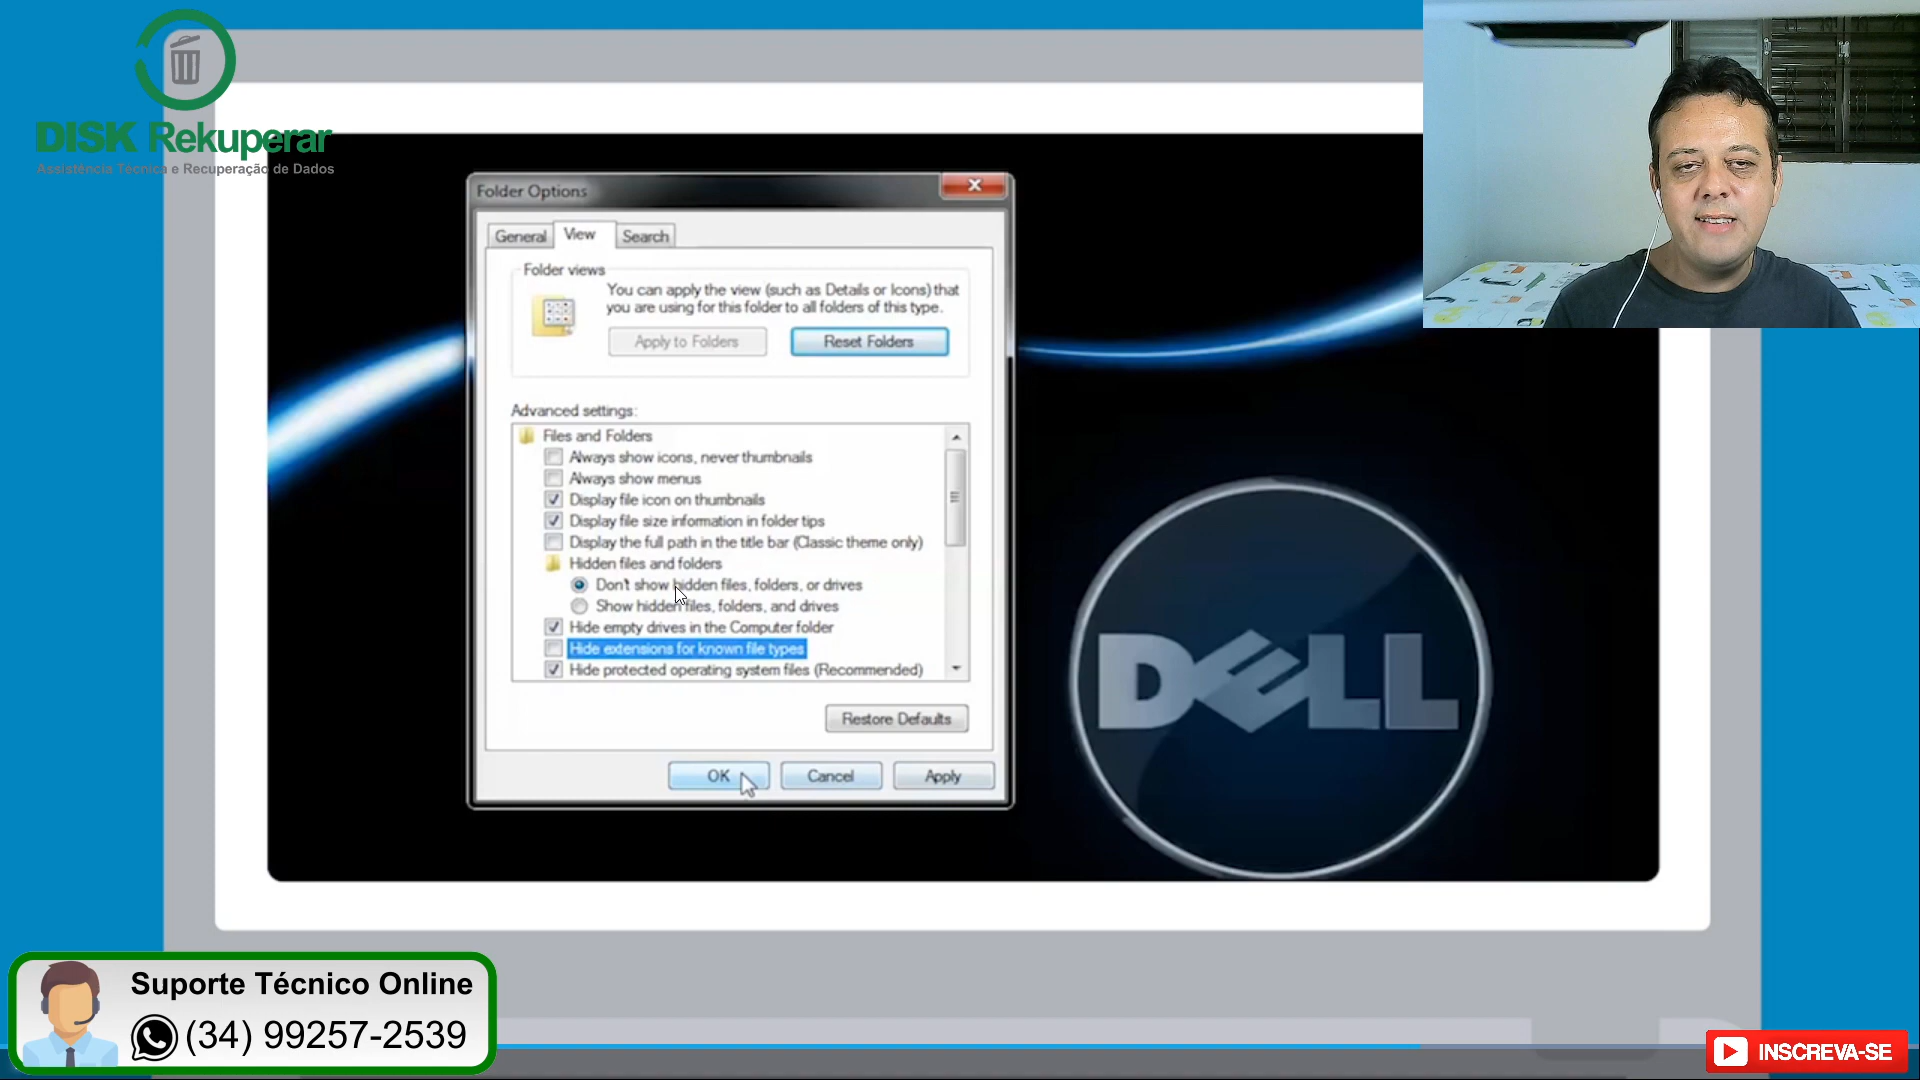 DISK Rekuperar
Assistência Técnica e Recuperação de Dados
Folder Options
General View Search
Folder views
You can apply the view (such as Details or Icons) that
you are using for this folder to all folders of this type.
Apply to Folders Reset Folders
Advanced settings:
Files and Folders
Always show icons, never thumbnails
Always show menus
Display file icon on thumbnails
Display file size information in folder tips
Display the full path in the title bar (Classic theme only)
Hidden files and folders
Don't show hidden files, folders, or drives
Show hidden files, folders, and drives
Hide empty drives in the Computer folder
Hide extensions for known file types
Hide protected operating system files (Recommended)
Restore Defaults
OK Cancel Apply
DELL
Suporte Técnico Online
(34) 99257-2539
INSCREVA-SE